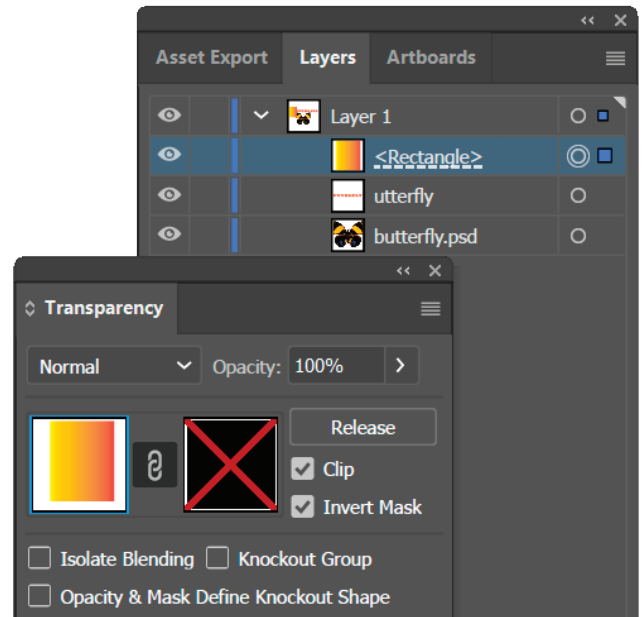 Asset Export Layers Artboards
Layer 1
<Rectangle>
utterfly
butterfly.psd
Transparency
Normal Opacity: 100%
Release
Clip
Invert Mask
Isolate Blending Knockout Group
Opacity & Mask Define Knockout Shape